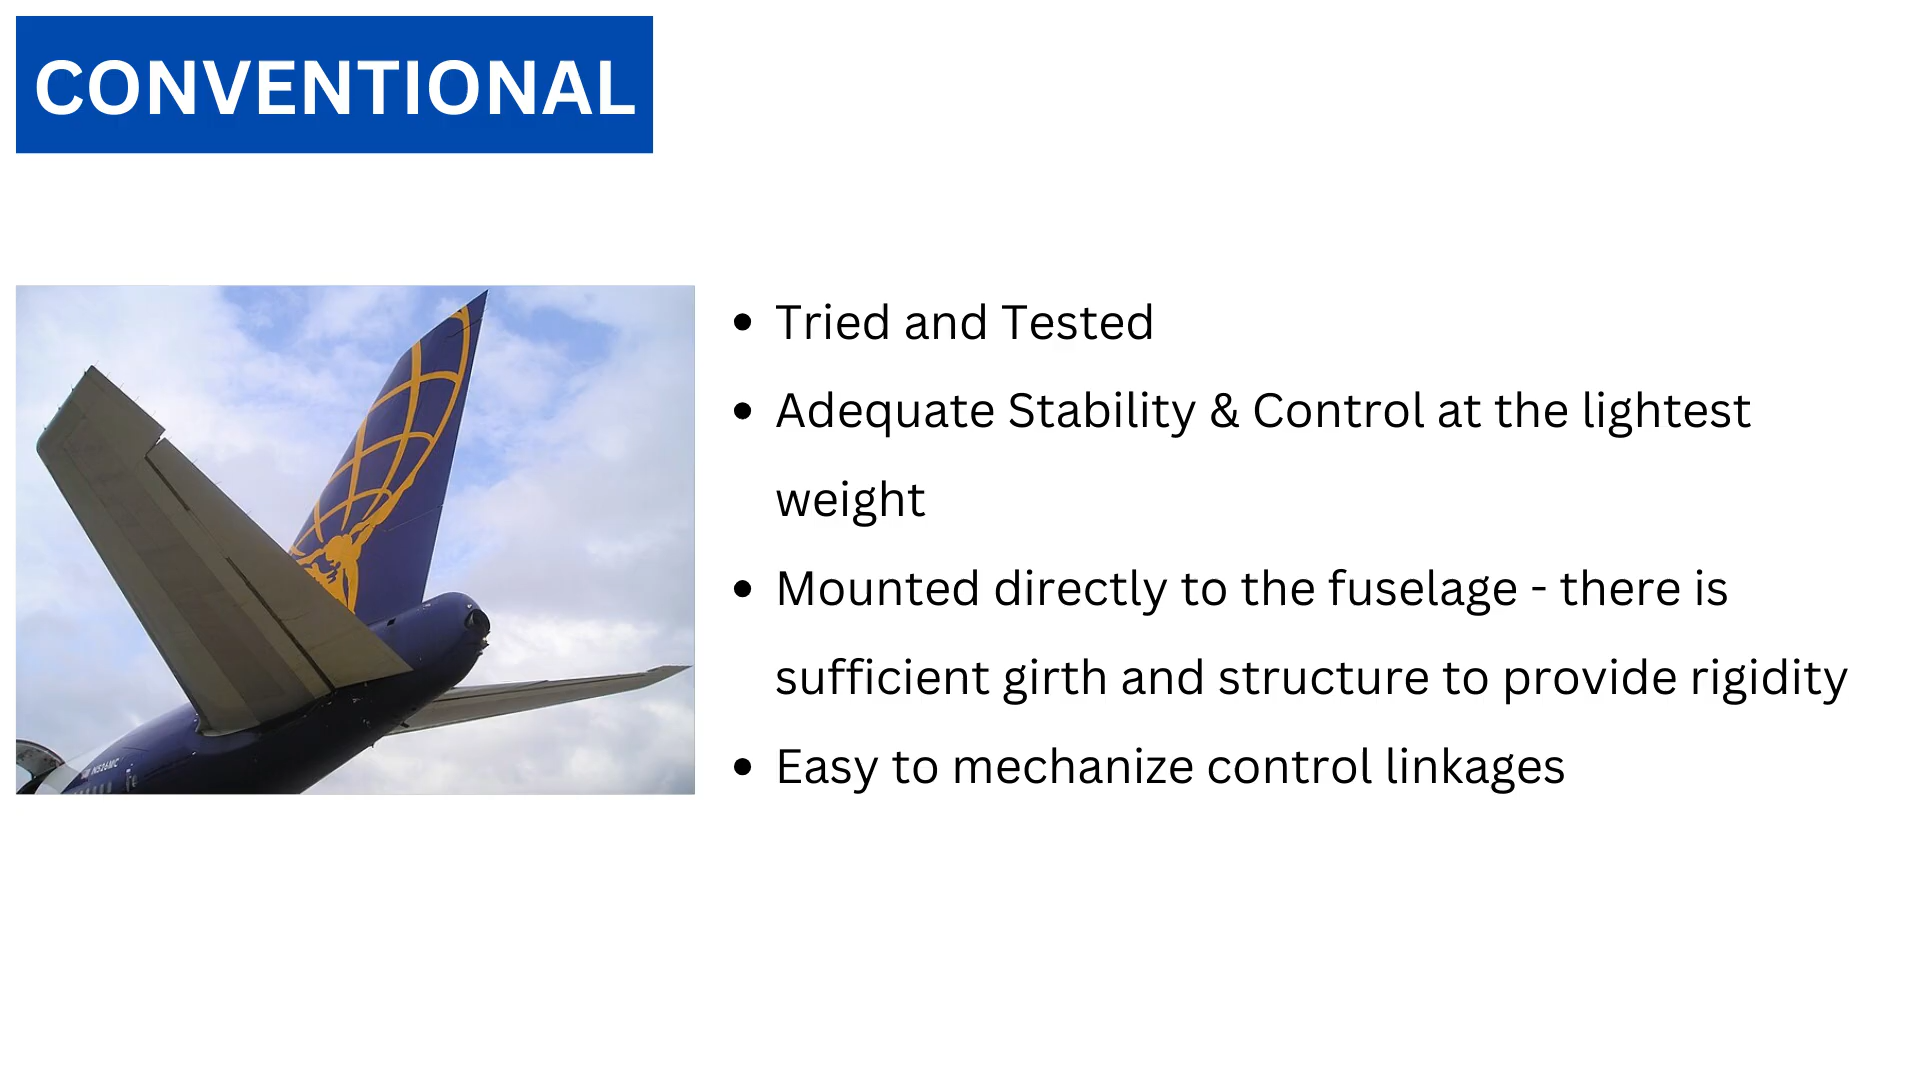 CONVENTIONAL
• Tried and Tested
• Adequate Stability & Control at the lightest
weight
• Mounted directly to the fuselage - there is
sufficient girth and structure to provide rigidity
• Easy to mechanize control linkages